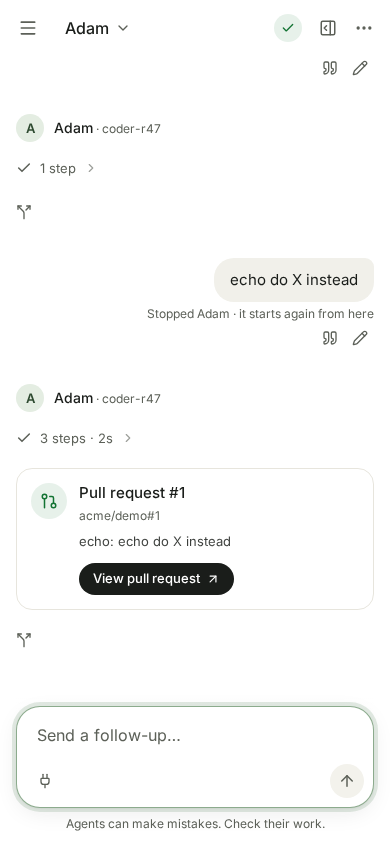 Adam
A
Adam · coder-r47
1 step
echo do X instead
Stopped Adam · it starts again from here
A
Adam · coder-r47
3 steps · 2s
Pull request #1
acme/demo#1
echo: echo do X instead
View pull request
Send a follow-up...
Agents can make mistakes. Check their work.